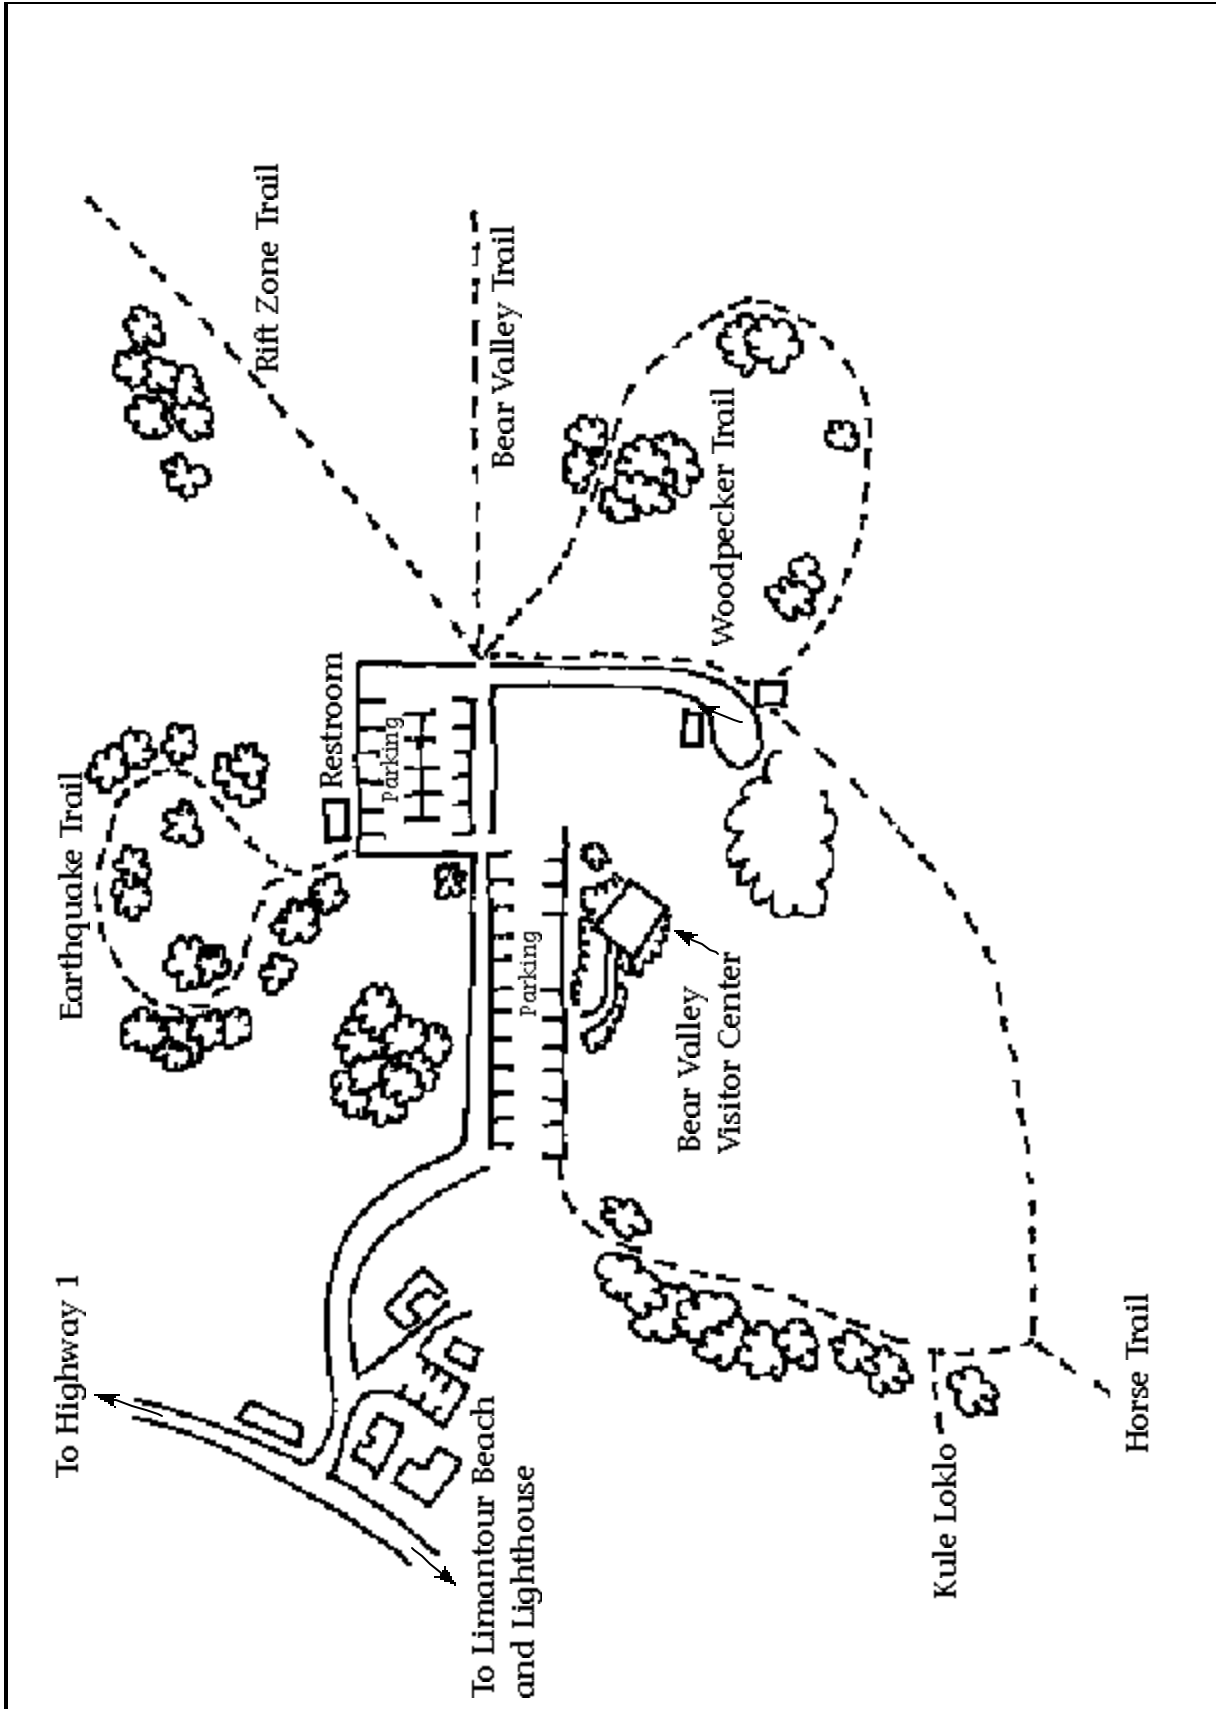 To Highway 1
Earthquake Trail
Rift Zone Trail
Restroom
Parking
Bear Valley Trail
To Limantour Beach
and Lighthouse
Parking
Bear Valley
Visitor Center
Woodpecker Trail
Kule Loklo
Horse Trail